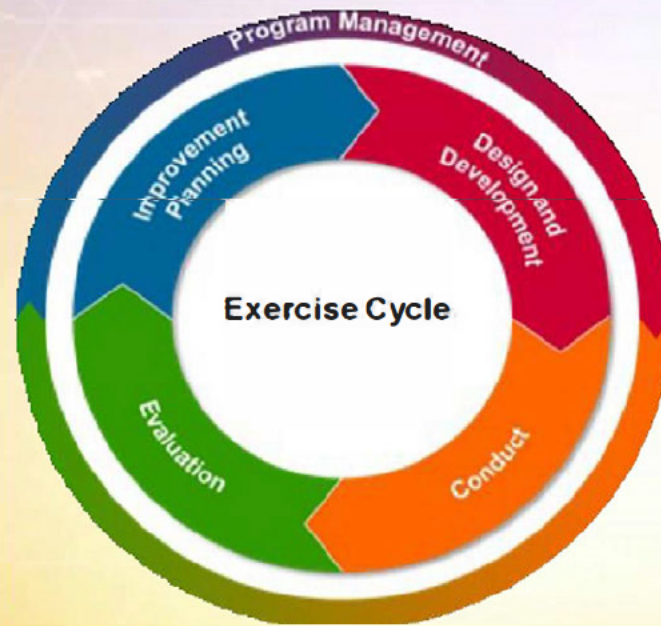 Program Management
Improvement
Planning
Design and
Development
Exercise Cycle
Evaluation
Conduct